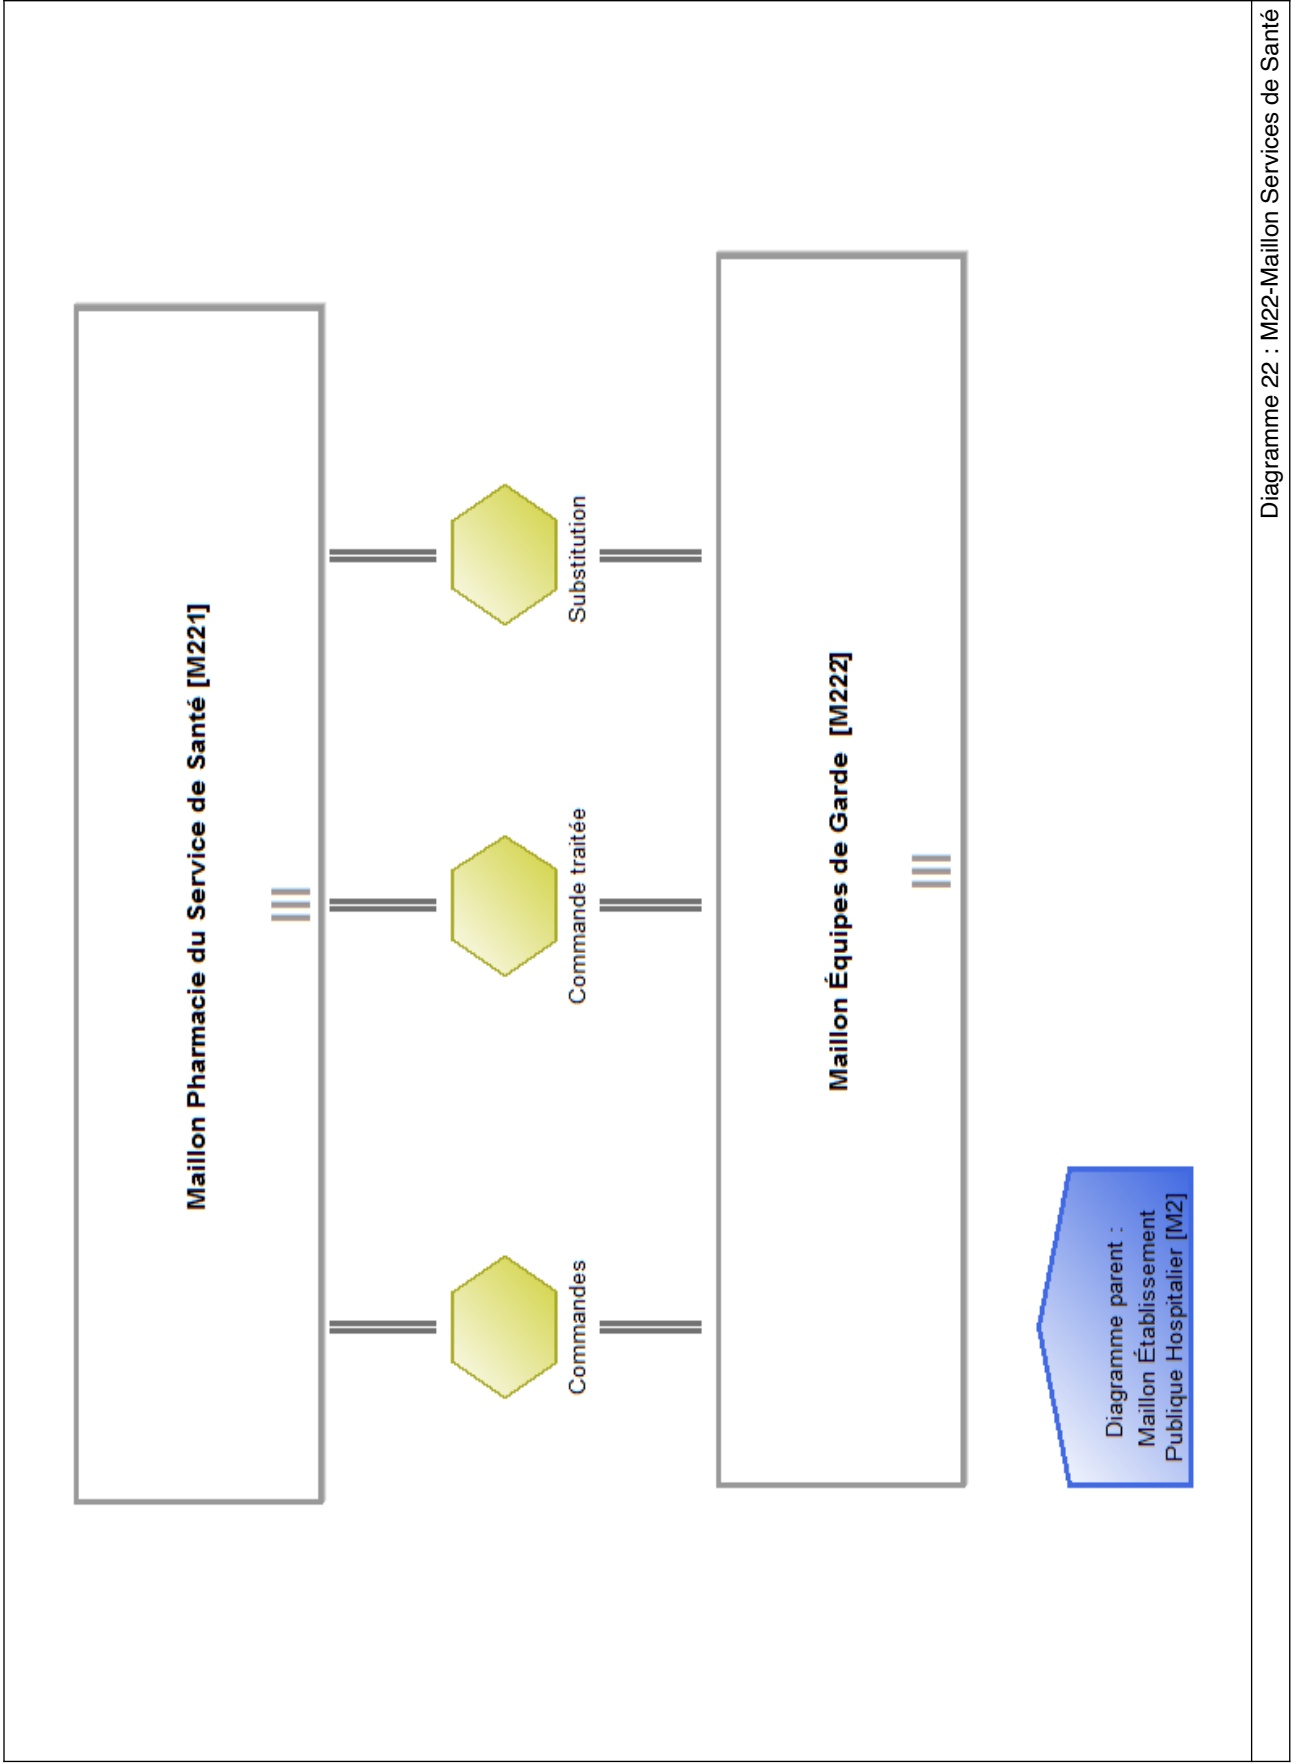 Maillon Pharmacie du Service de Santé [M221]
Commandes
Commande traitée
Substitution
Maillon Équipes de Garde [M222]
Diagramme parent :
Maillon Établissement
Publique Hospitalier [M2]
Diagramme 22 : M22-Maillon Services de Santé